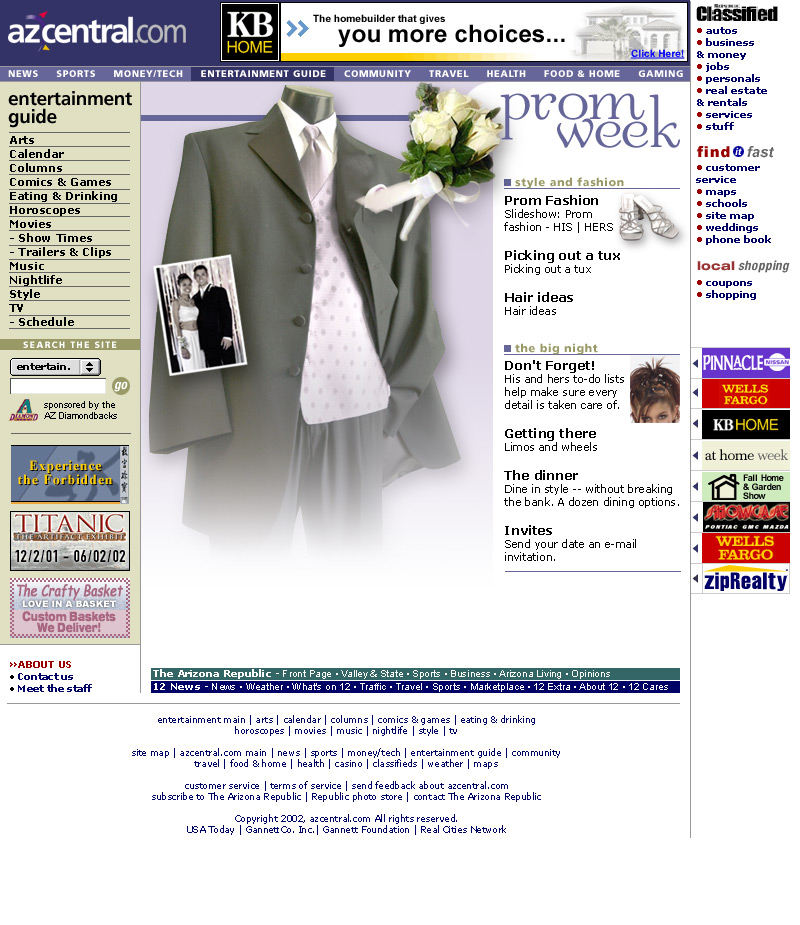 azcentral.com
KB
HOME
The homebuilder that gives
you more choices...
Click Here!
NEWS SPORTS MONEY/TECH ENTERTAINMENT GUIDE COMMUNITY TRAVEL HEALTH FOOD & HOME GAMING
entertainment
guide
Arts
Calendar
Columns
Comics & Games
Eating & Drinking
Horoscopes
Movies
- Show Times
- Trailers & Clips
Music
Nightlife
Style
TV
- Schedule
SEARCH THE SITE
entertain.
go
sponsored by the
AZ Diamondbacks
Experience
the Forbidden
TITANIC
THE ARTIFACT EXHIBIT
12/2/01 - 06/02/02
The Crafty Basket
LOVE IN A BASKET
Custom Baskets
We Deliver!
>>ABOUT US
• Contact us
• Meet the staff
prom
week
style and fashion
Prom Fashion
Slideshow: Prom
fashion - HIS | HERS
Picking out a tux
Picking out a tux
Hair ideas
Hair ideas
the big night
Don't Forget!
His and hers to-do lists
help make sure every
detail is taken care of.
Getting there
Limos and wheels
The dinner
Dine in style -- without breaking
the bank. A dozen dining options.
Invites
Send your date an e-mail
invitation.
Classified
• autos
• business
& money
• jobs
• personals
• real estate
& rentals
• services
• stuff
find it fast
• customer
service
• maps
• schools
• site map
• weddings
• phone book
local shopping
• coupons
• shopping
PINNACLE NISSAN
WELLS
FARGO
KB HOME
at home week
Fall Home
& Garden
Show
SHOWCASE
PONTIAC GMC MAZDA
WELLS
FARGO
zipRealty
The Arizona Republic - Front Page • Valley & State • Sports • Business • Arizona Living • Opinions
12 News - News • Weather • What's on 12 • Traffic • Travel • Sports • Marketplace • 12 Extra • About 12 • 12 Cares
entertainment main | arts | calendar | columns | comics & games | eating & drinking
horoscopes | movies | music | nightlife | style | tv
site map | azcentral.com main | news | sports | money/tech | entertainment guide | community
travel | food & home | health | casino | classifieds | weather | maps
customer service | terms of service | send feedback about azcentral.com
subscribe to The Arizona Republic | Republic photo store | contact The Arizona Republic
Copyright 2002, azcentral.com All rights reserved.
USA Today | Gannett Co. Inc. | Gannett Foundation | Real Cities Network